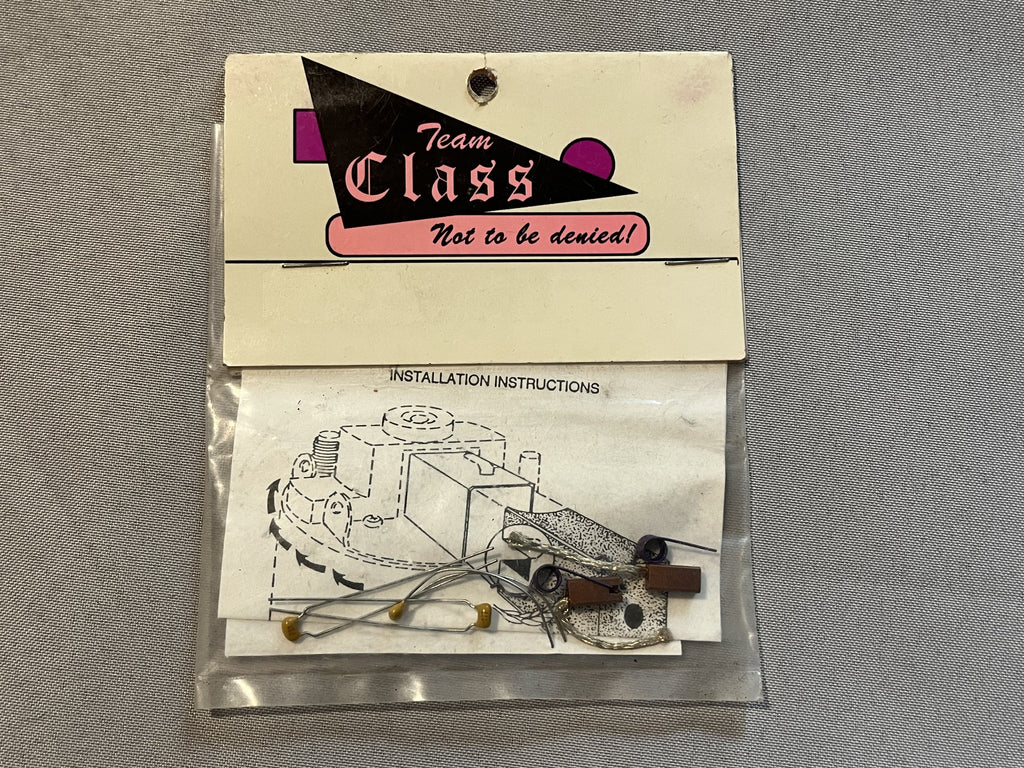 Team
Class
Not to be denied!
INSTALLATION INSTRUCTIONS